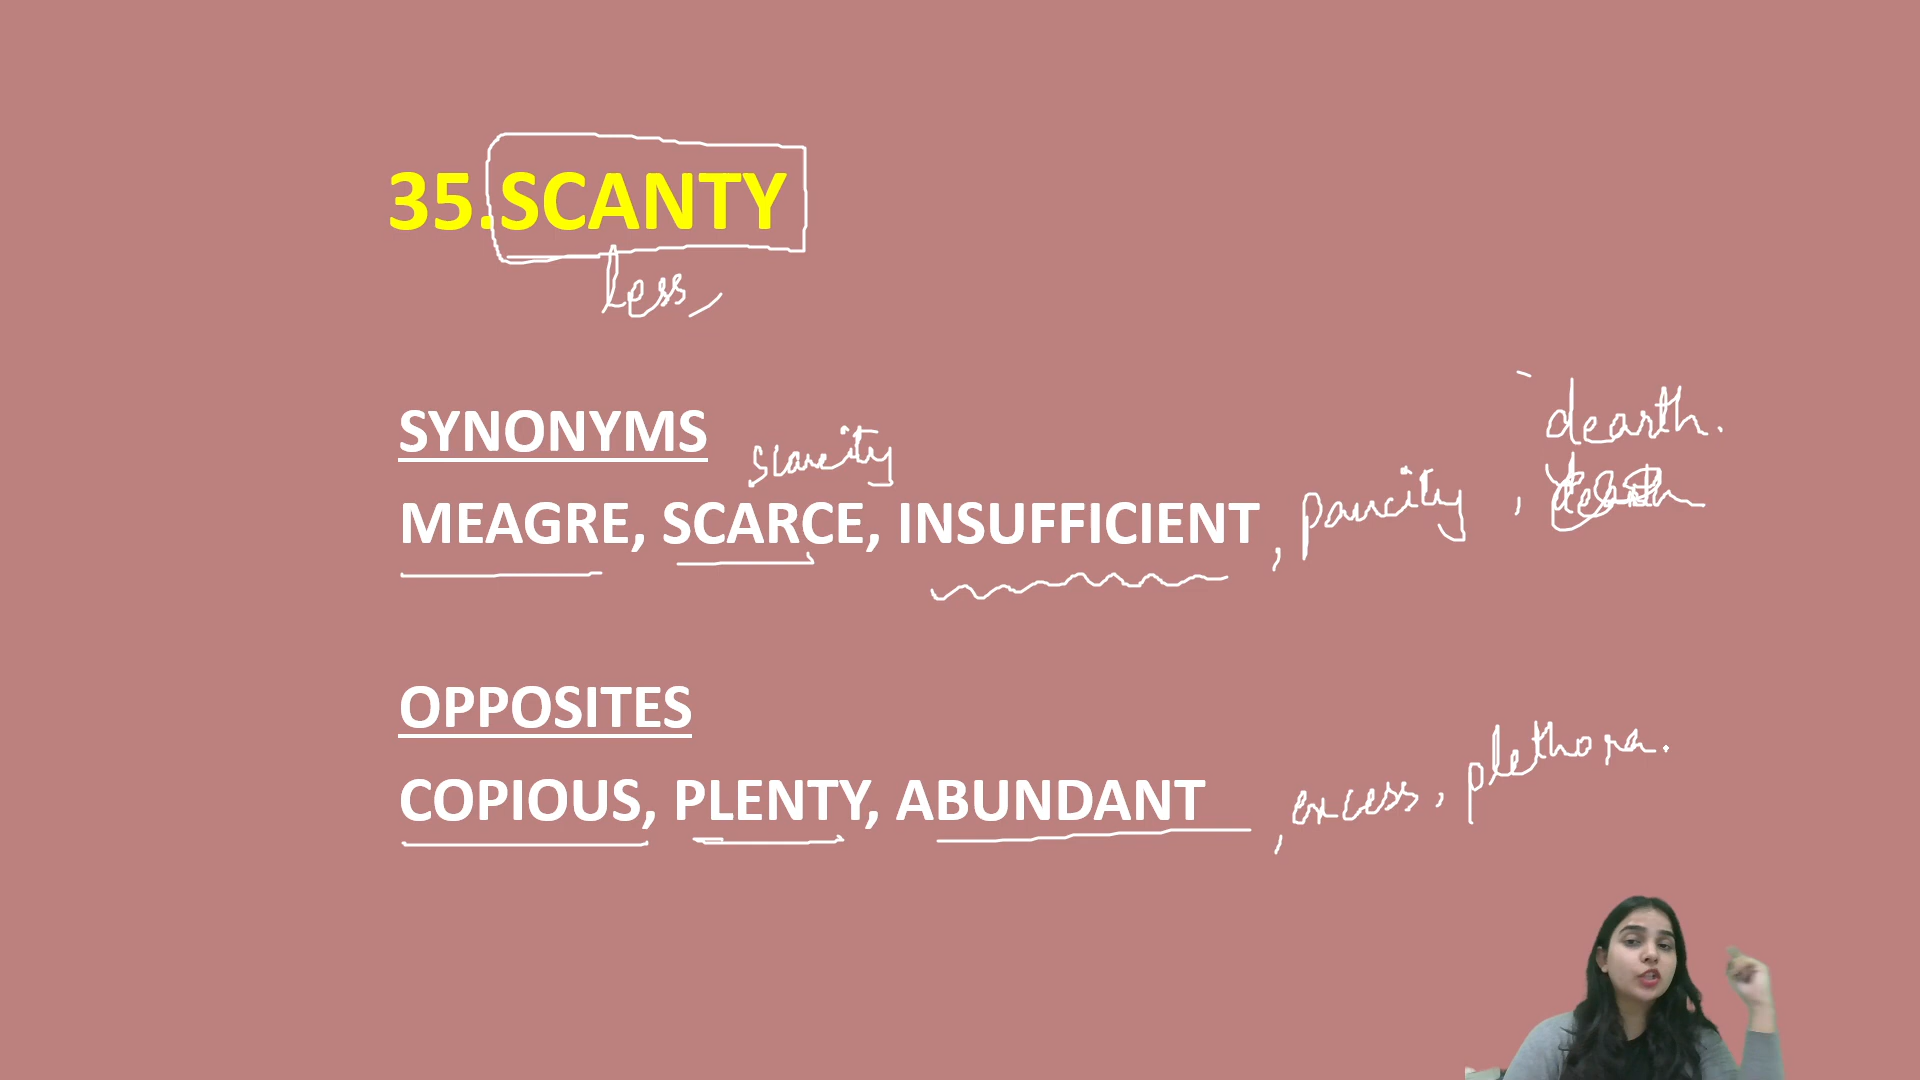 35.SCANTY
less,
SYNONYMS
scarcity
dearth.
MEAGRE, SCARCE, INSUFFICIENT, paucity,
OPPOSITES
COPIOUS, PLENTY, ABUNDANT, excess, plethora.